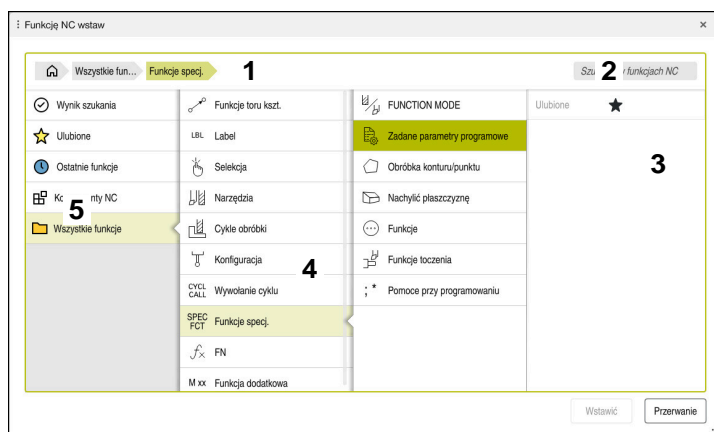 Funkcję NC wstaw
×
Wszystkie fun... Funkcje specj. 1
Szu 2 funkcjach NC
Wynik szukania
Ulubione
Ostatnie funkcje
5
Wszystkie funkcje
Funkcje toru kszt.
LBL Label
Selekcja
Narzędzia
Cykle obróbki
Konfiguracja
4
CYCL CALL Wywołanie cyklu
SPEC FCT Funkcje specj.
FN
M xx Funkcja dodatkowa
FUNCTION MODE
Zadane parametry programowe
Obróbka konturu/punktu
Nachylić płaszczyznę
Funkcje
Funkcje toczenia
; * Pomoce przy programowaniu
Ulubione
3
Wstawić
Przerwanie